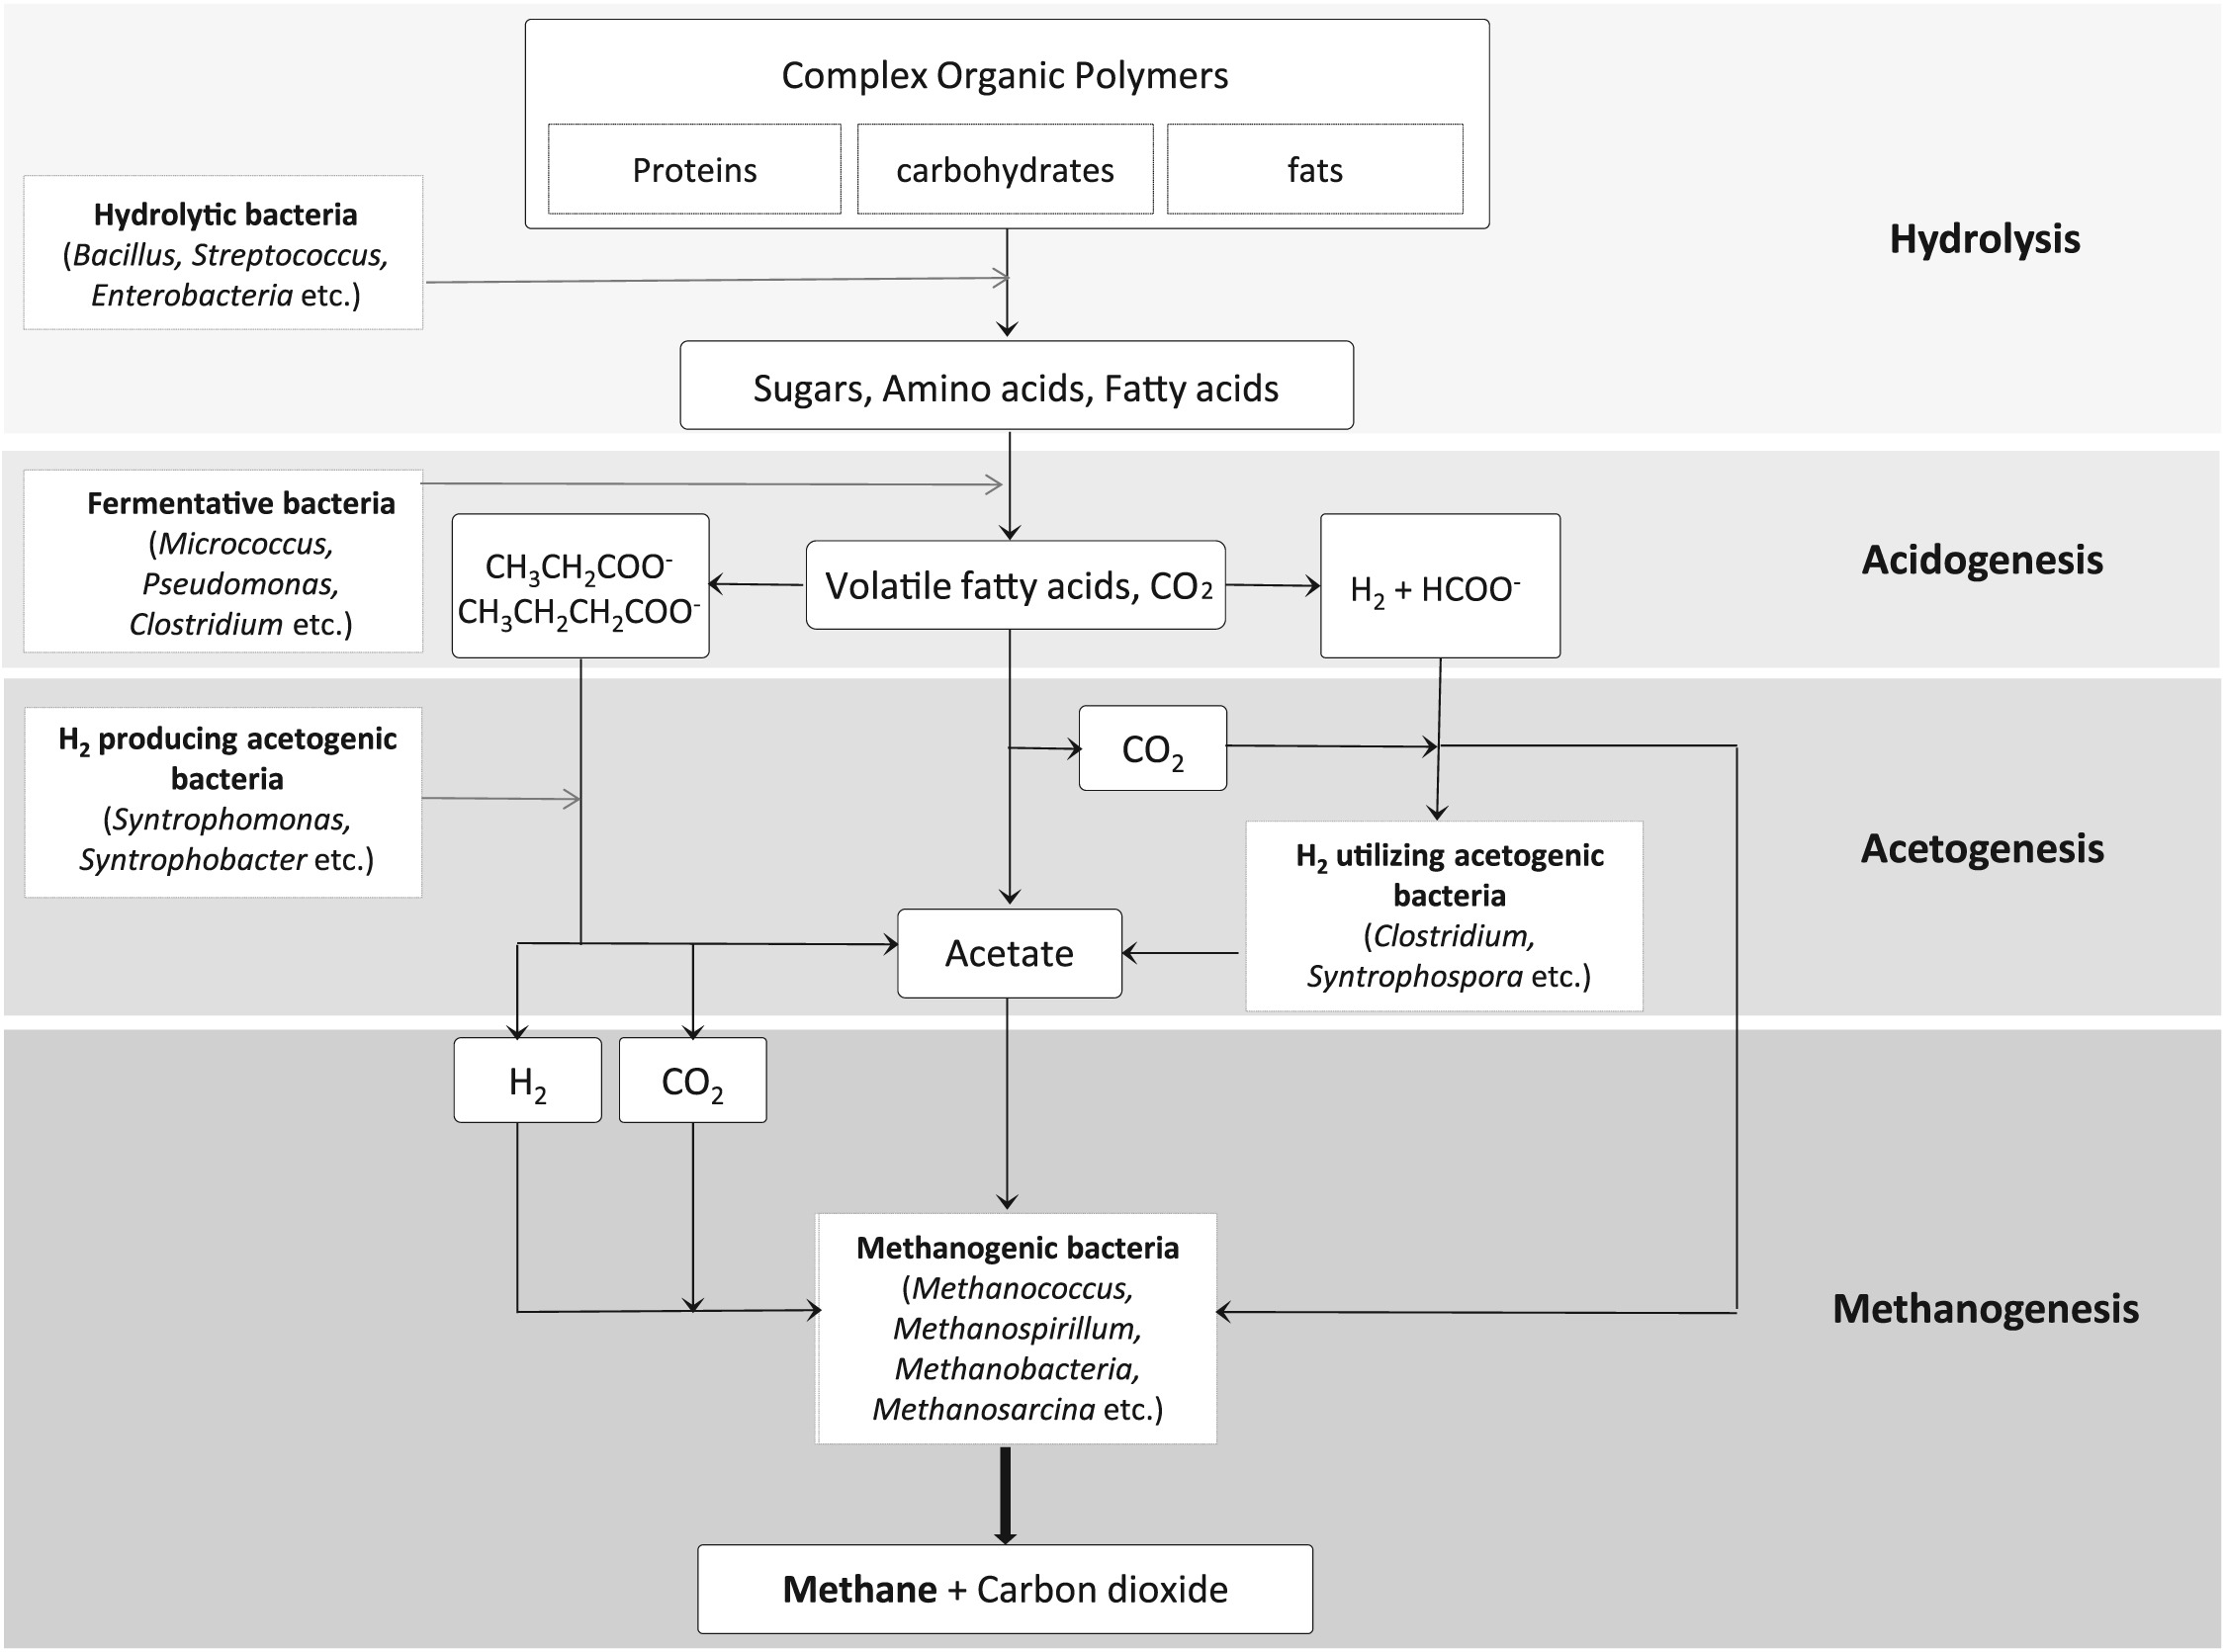 Complex Organic Polymers
Proteins
carbohydrates
fats
Hydrolytic bacteria
(Bacillus, Streptococcus,
Enterobacteria etc.)
Hydrolysis
Sugars, Amino acids, Fatty acids
Fermentative bacteria
(Micrococcus,
Pseudomonas,
Clostridium etc.)
CH₃CH₂COO⁻
CH₃CH₂CH₂COO⁻
Volatile fatty acids, CO₂
H₂ + HCOO⁻
Acidogenesis
H₂ producing acetogenic
bacteria
(Syntrophomonas,
Syntrophobacter etc.)
CO₂
H₂ utilizing acetogenic
bacteria
(Clostridium,
Syntrophospora etc.)
Acetogenesis
Acetate
H₂
CO₂
Methanogenic bacteria
(Methanococcus,
Methanospirillum,
Methanobacteria,
Methanosarcina etc.)
Methanogenesis
Methane + Carbon dioxide